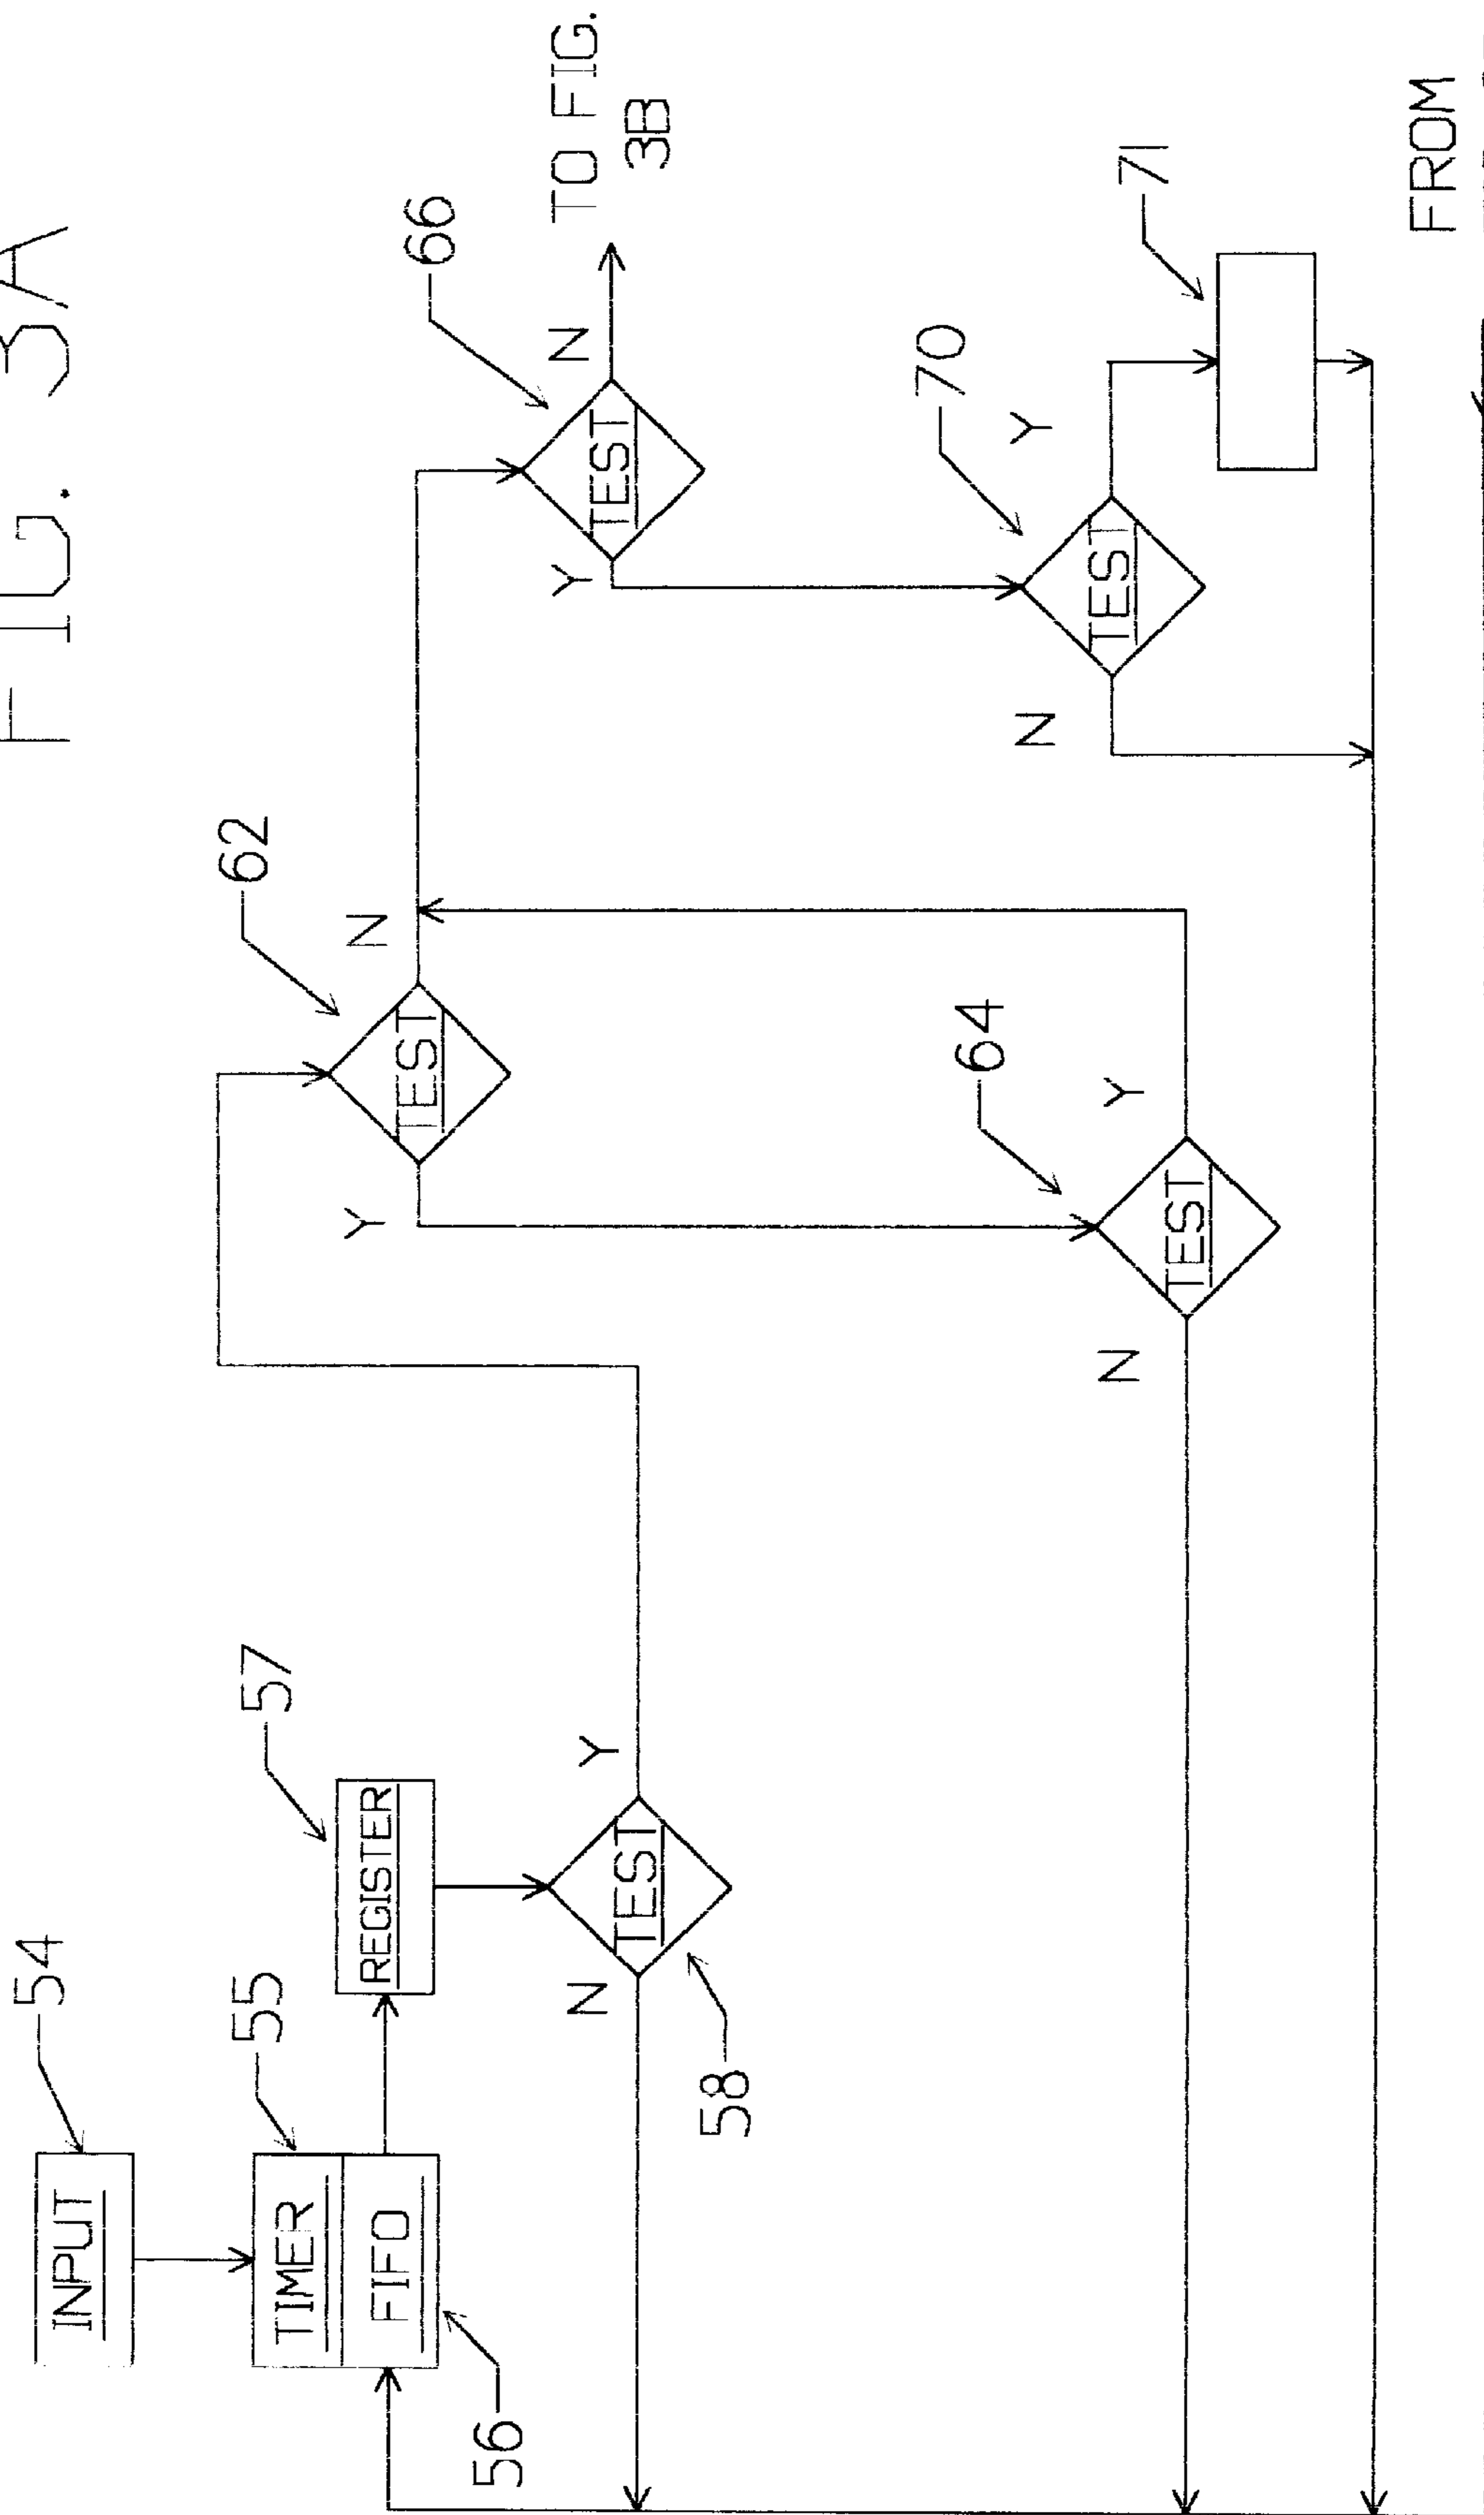 FIG. 3A
54
INPUT
55
TIMER
FIFO
56
57
REGISTER
TEST
Y
N
58
62
TEST
Y
N
64
TEST
Y
N
66
TEST
Y
N
TO FIG.
3B
70
TEST
Y
N
71
FROM